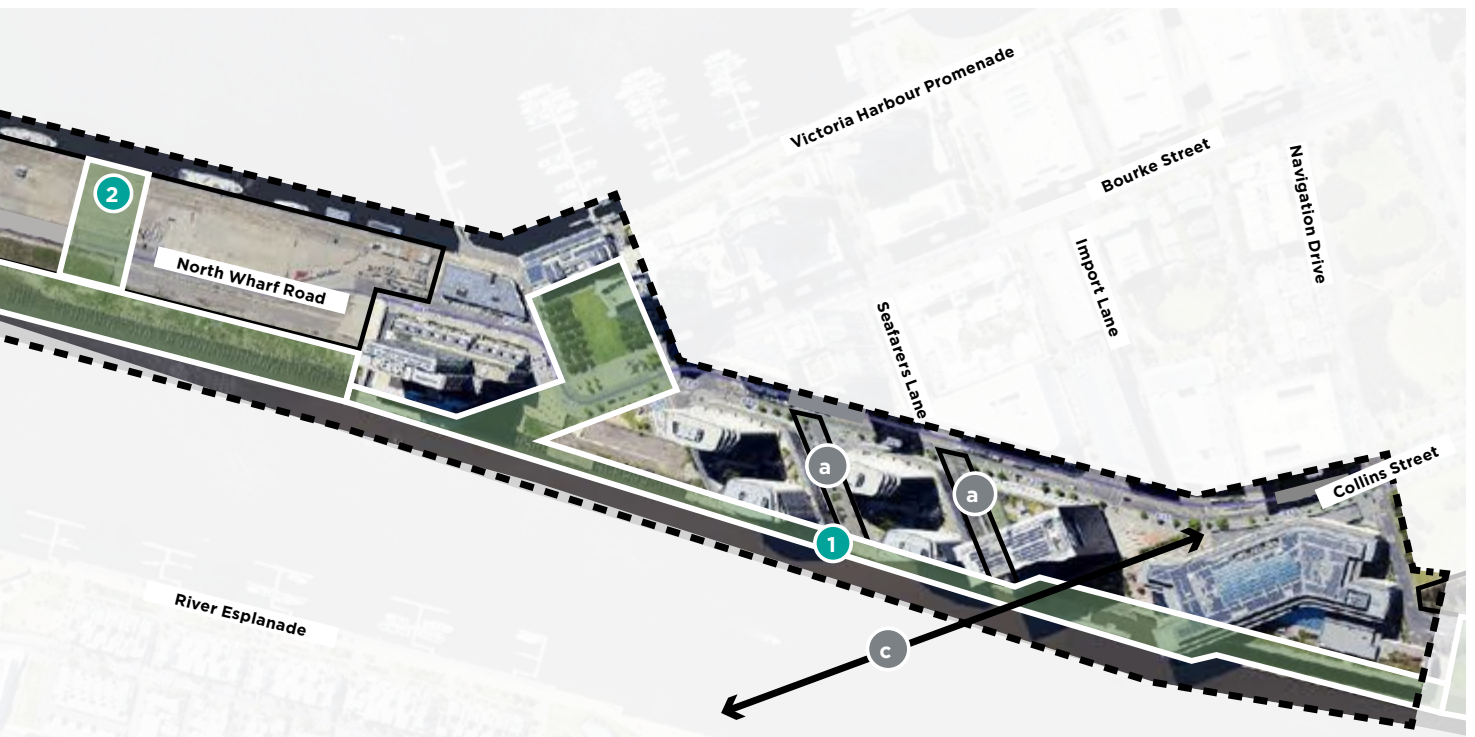 Victoria Harbour Promenade
Bourke Street
Navigation Drive
2
Import Lane
North Wharf Road
Seafarers Lane
a
a
Collins Street
1
River Esplanade
c